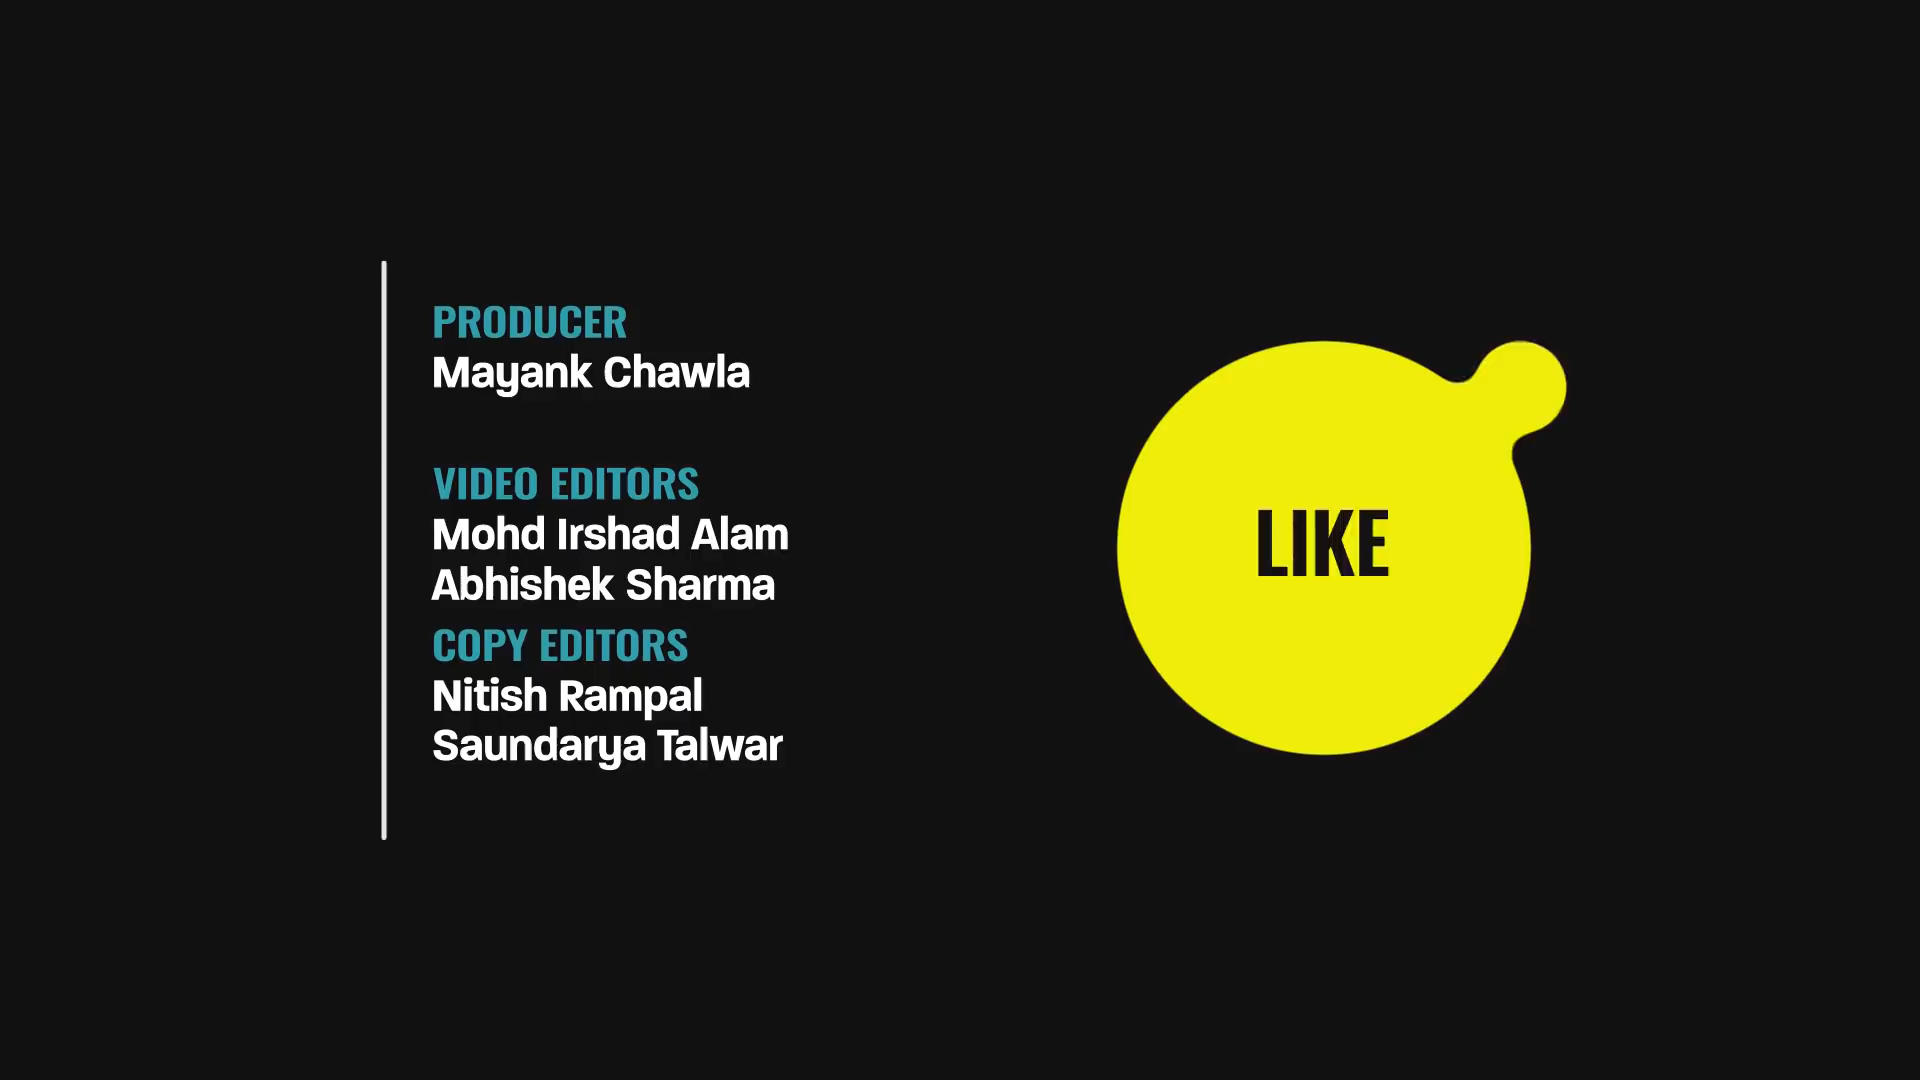 PRODUCER
Mayank Chawla
VIDEO EDITORS
Mohd Irshad Alam
Abhishek Sharma
COPY EDITORS
Nitish Rampal
Saundarya Talwar
LIKE